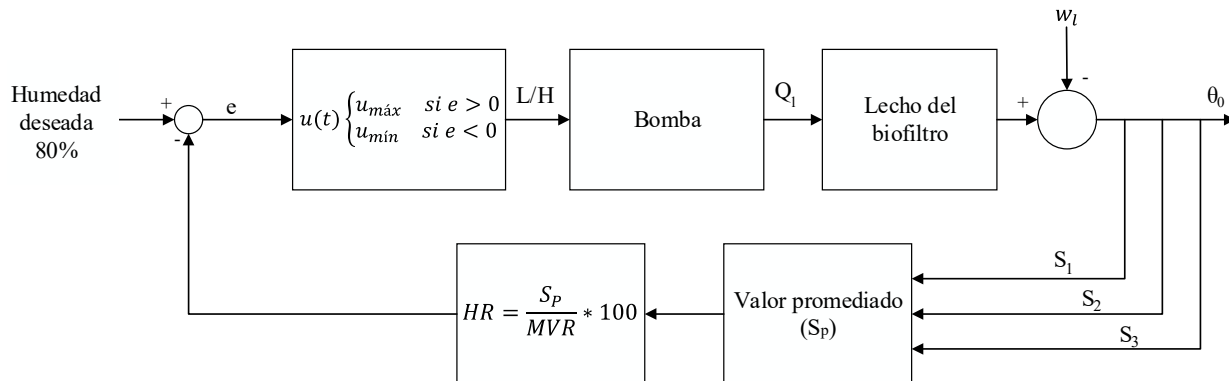 w_l
Humedad
deseada
80%
+
-
e
u(t) { u_máx si e > 0
u_mín si e < 0
L/H
Bomba
Q_1
Lecho del
biofiltro
+
-
θ_0
S_1
S_2
S_3
Valor promediado
(S_p)
HR = S_P / MVR * 100